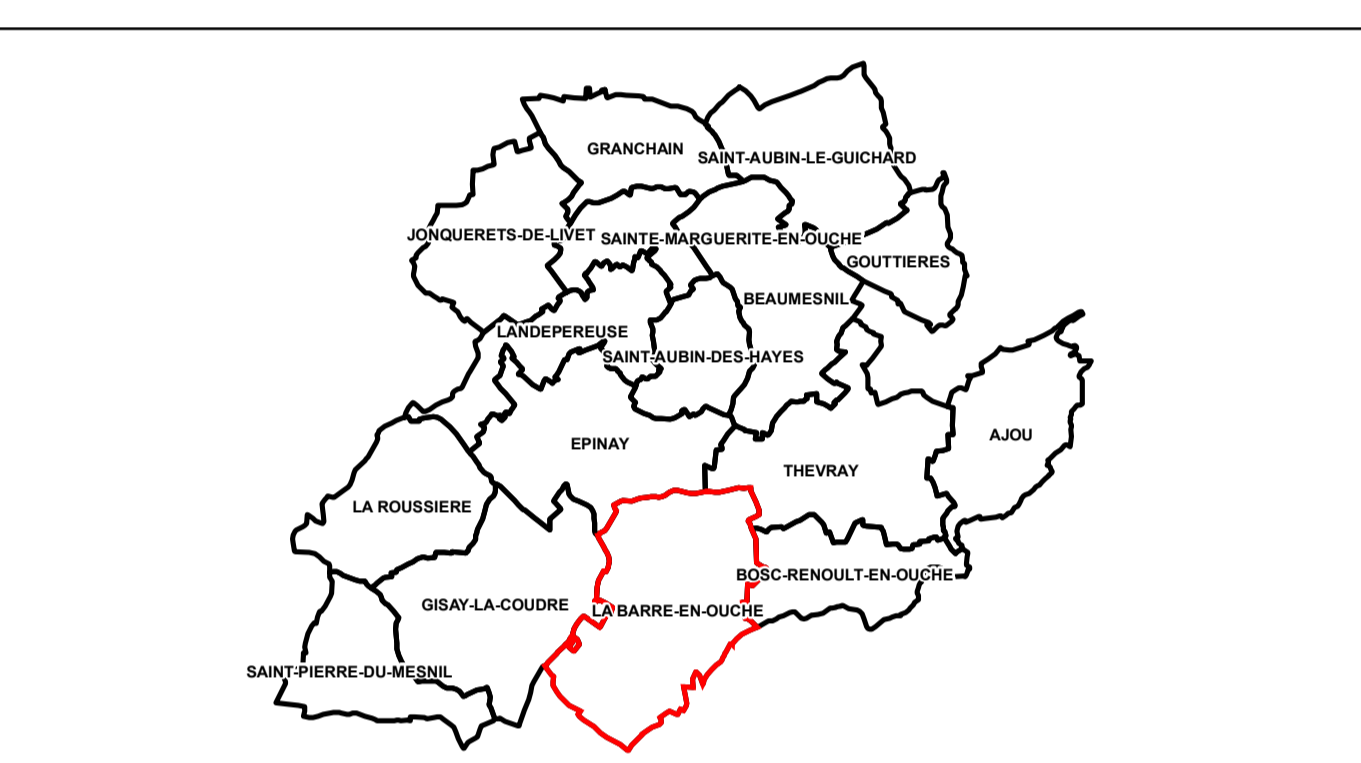 GRANCHAIN
SAINT-AUBIN-LE-GUICHARD
JONQUERETS-DE-LIVET
SAINTE-MARGUERITE-EN-OUCHE
GOUTTIERES
BEAUMESNIL
LANDEPEREUSE
SAINT-AUBIN-DES-HAYES
EPINAY
AJOU
THEVRAY
LA ROUSSIERE
BOSC-RENOULT-EN-OUCHE
GISAY-LA-COUDRE
LA BARRE-EN-OUCHE
SAINT-PIERRE-DU-MESNIL